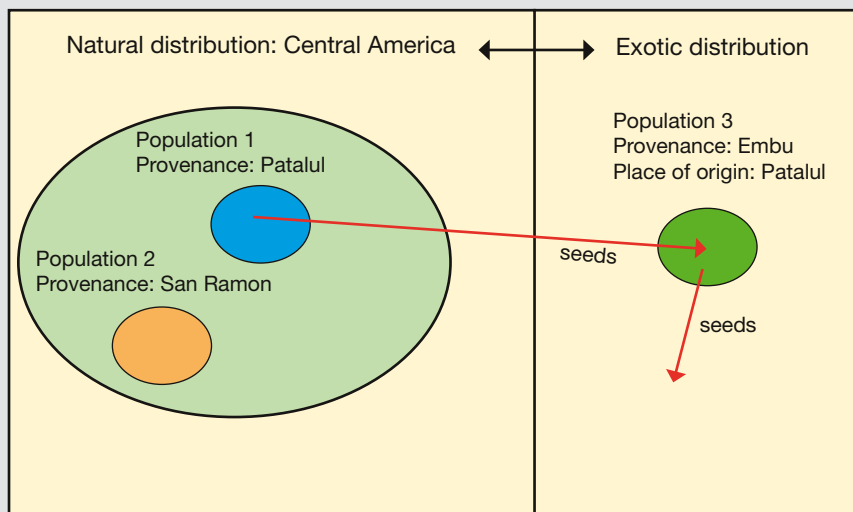 Natural distribution: Central America
Exotic distribution
Population 1
Provenance: Patalul
Population 2
Provenance: San Ramon
Population 3
Provenance: Embu
Place of origin: Patalul
seeds
seeds